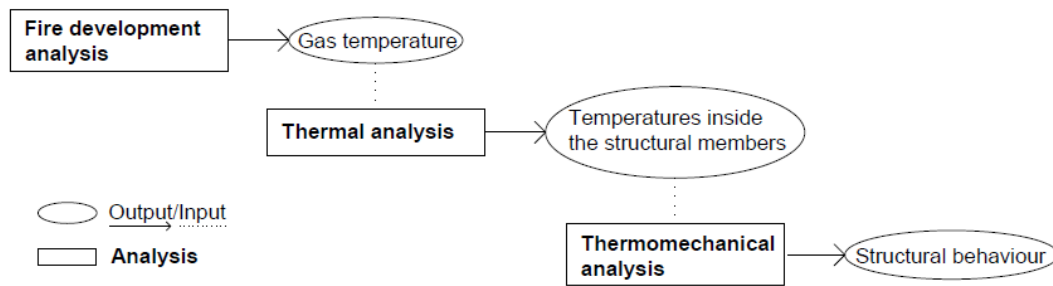 Fire development
analysis
Gas temperature
Thermal analysis
Temperatures inside
the structural members
Output/Input
Analysis
Thermomechanical
analysis
Structural behaviour